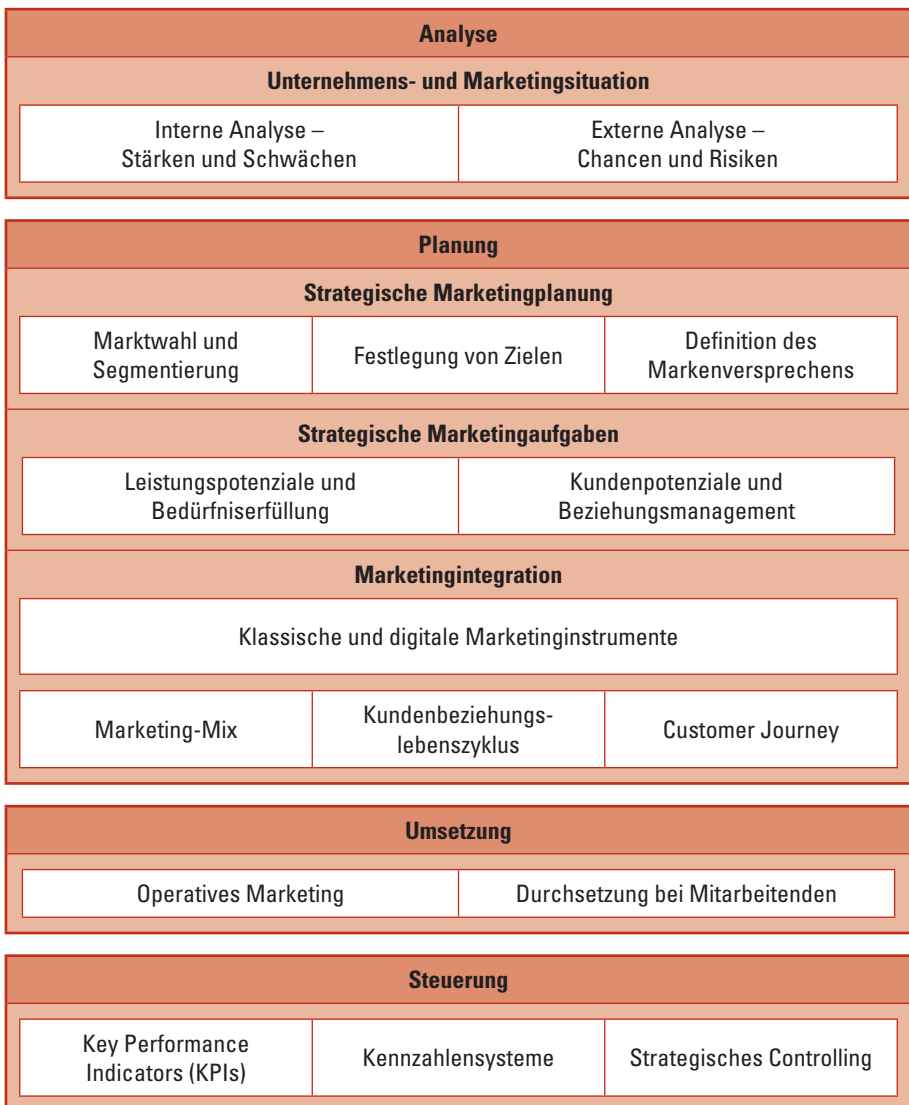 Analyse
Unternehmens- und Marketingsituation
Interne Analyse –
Stärken und Schwächen
Externe Analyse –
Chancen und Risiken
Planung
Strategische Marketingplanung
Marktwahl und
Segmentierung
Festlegung von Zielen
Definition des
Markenversprechens
Strategische Marketingaufgaben
Leistungspotenziale und
Bedürfniserfüllung
Kundenpotenziale und
Beziehungsmanagement
Marketingintegration
Klassische und digitale Marketinginstrumente
Marketing-Mix
Kundenbeziehungs-
lebenszyklus
Customer Journey
Umsetzung
Operatives Marketing
Durchsetzung bei Mitarbeitenden
Steuerung
Key Performance
Indicators (KPIs)
Kennzahlensysteme
Strategisches Controlling